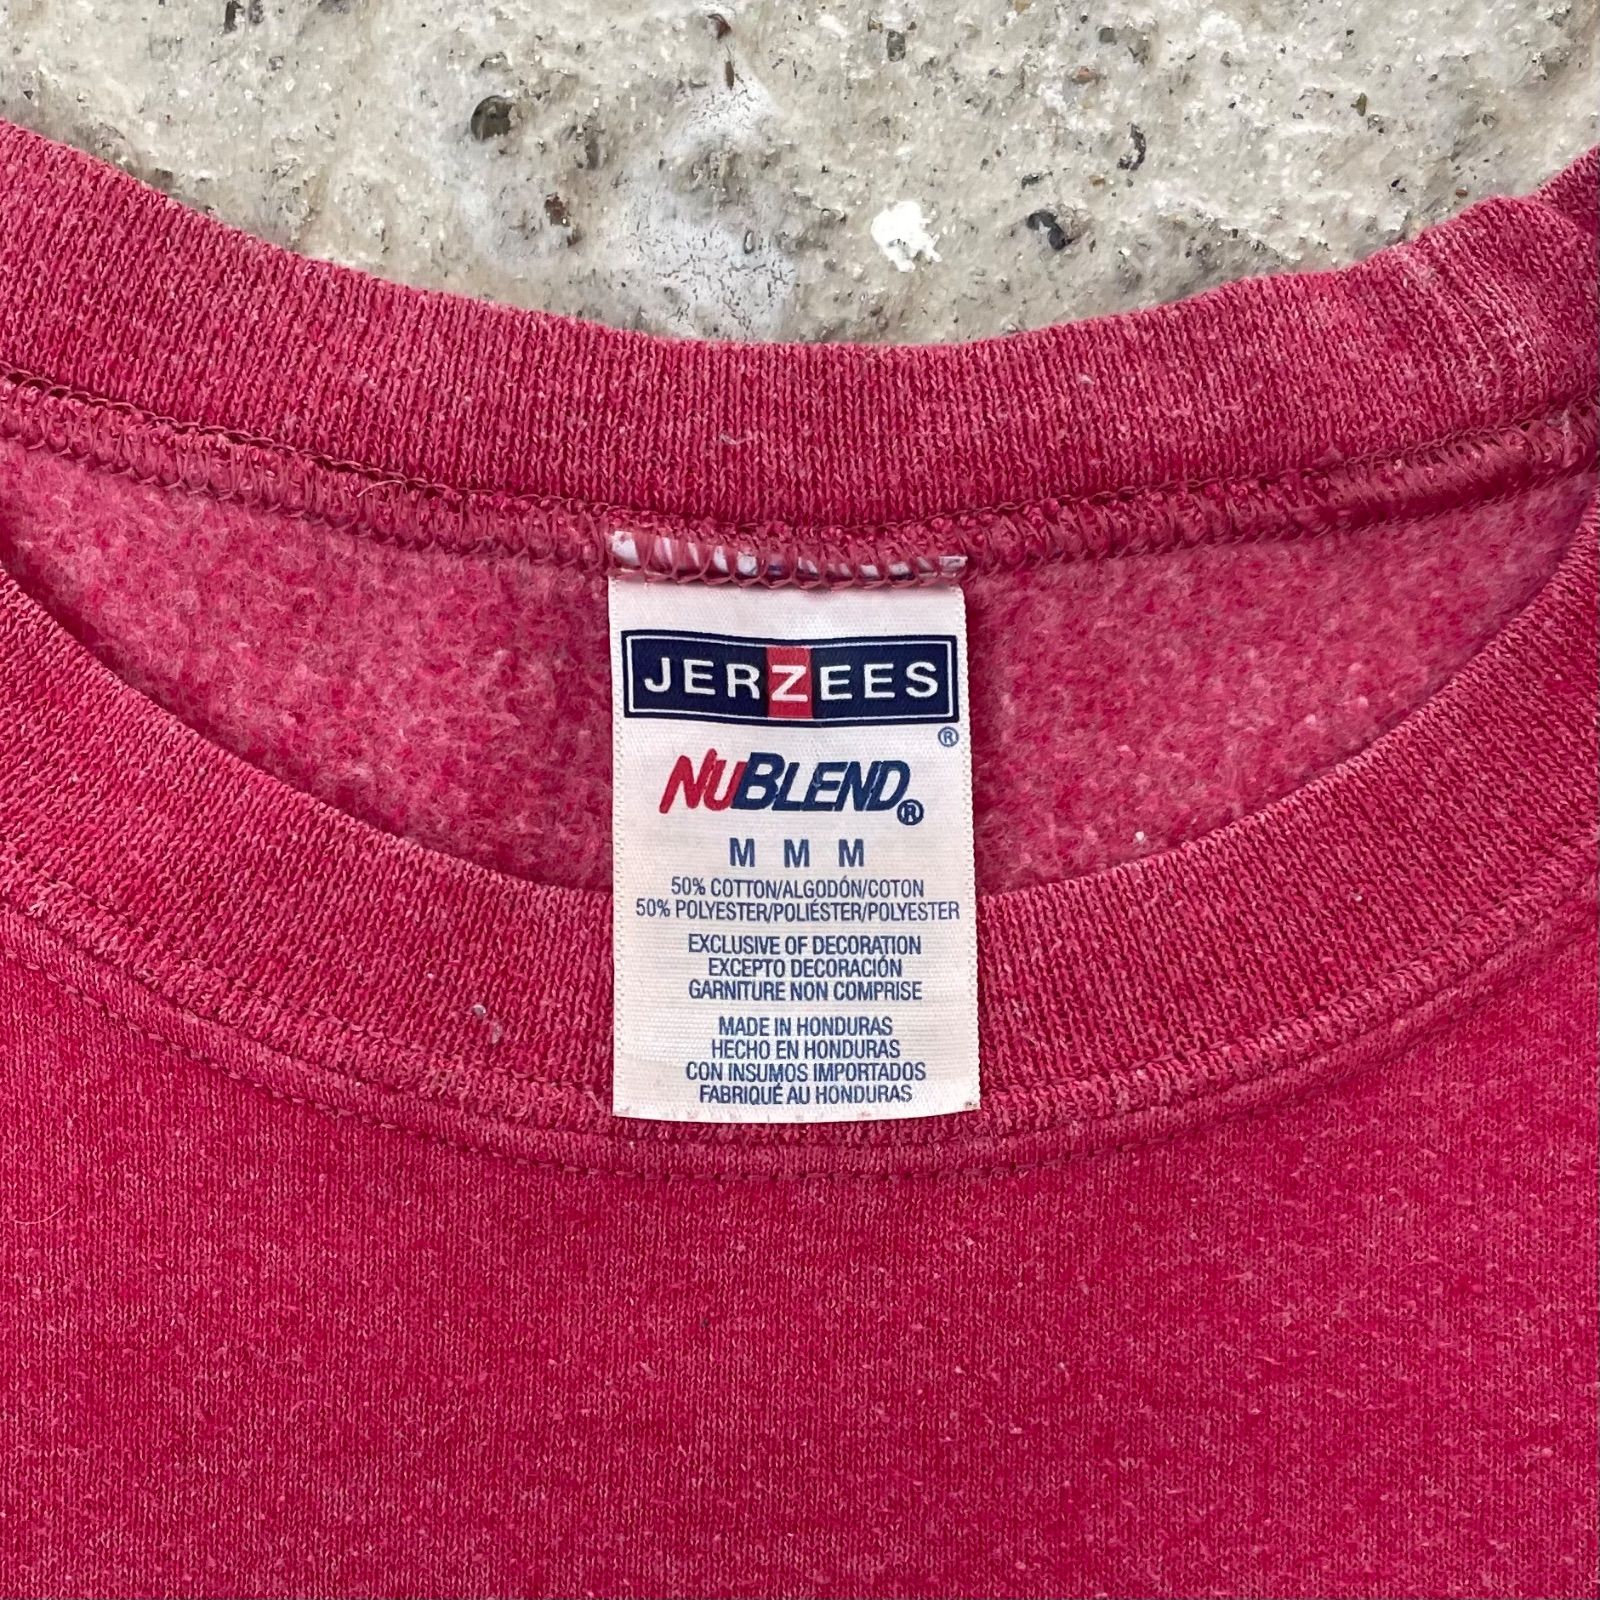 JERZEES
®
NUBLEND®
M M M
50% COTTON/ALGODÓN/COTON
50% POLYESTER/POLIÉSTER/POLYESTER
EXCLUSIVE OF DECORATION
EXCEPTO DECORACIÓN
GARNITURE NON COMPRISE
MADE IN HONDURAS
HECHO EN HONDURAS
CON INSUMOS IMPORTADOS
FABRIQUÉ AU HONDURAS